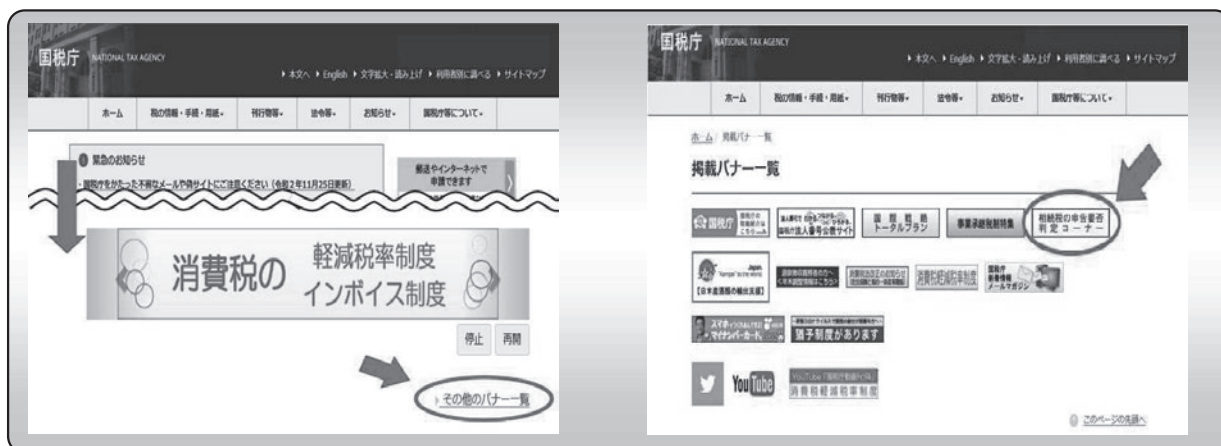 国税庁 NATIONAL TAX AGENCY
本文へ English 文字拡大・読み上げ 利用者別に調べる サイトマップ
ホーム 税の情報・手続・用紙 刊行物等 法令等 お知らせ 国税庁等について
緊急のお知らせ
・国税庁をかたった不審なメールや偽サイトにご注意ください(令和2年11月25日更新)
郵送やインターネットで
申請できます
消費税の 軽減税率制度
インボイス制度
停止 再開
その他のバナー一覧
国税庁 NATIONAL TAX AGENCY
本文へ English 文字拡大・読み上げ 利用者別に調べる サイトマップ
ホーム 税の情報・手続・用紙 刊行物等 法令等 お知らせ 国税庁等について
ホーム/掲載バナー一覧
掲載バナー一覧
国税庁
国税庁法人番号公表サイト
国際戦略
トータルプラン
事業承継税制特集
相続税の申告要否
判定コーナー
【日本産酒類の輸出支援】
消費税軽減税率制度
国税庁
新着情報
メールマガジン
マイナンバーカード
猶予制度があります
YouTube
消費税軽減税率制度
このページの先頭へ